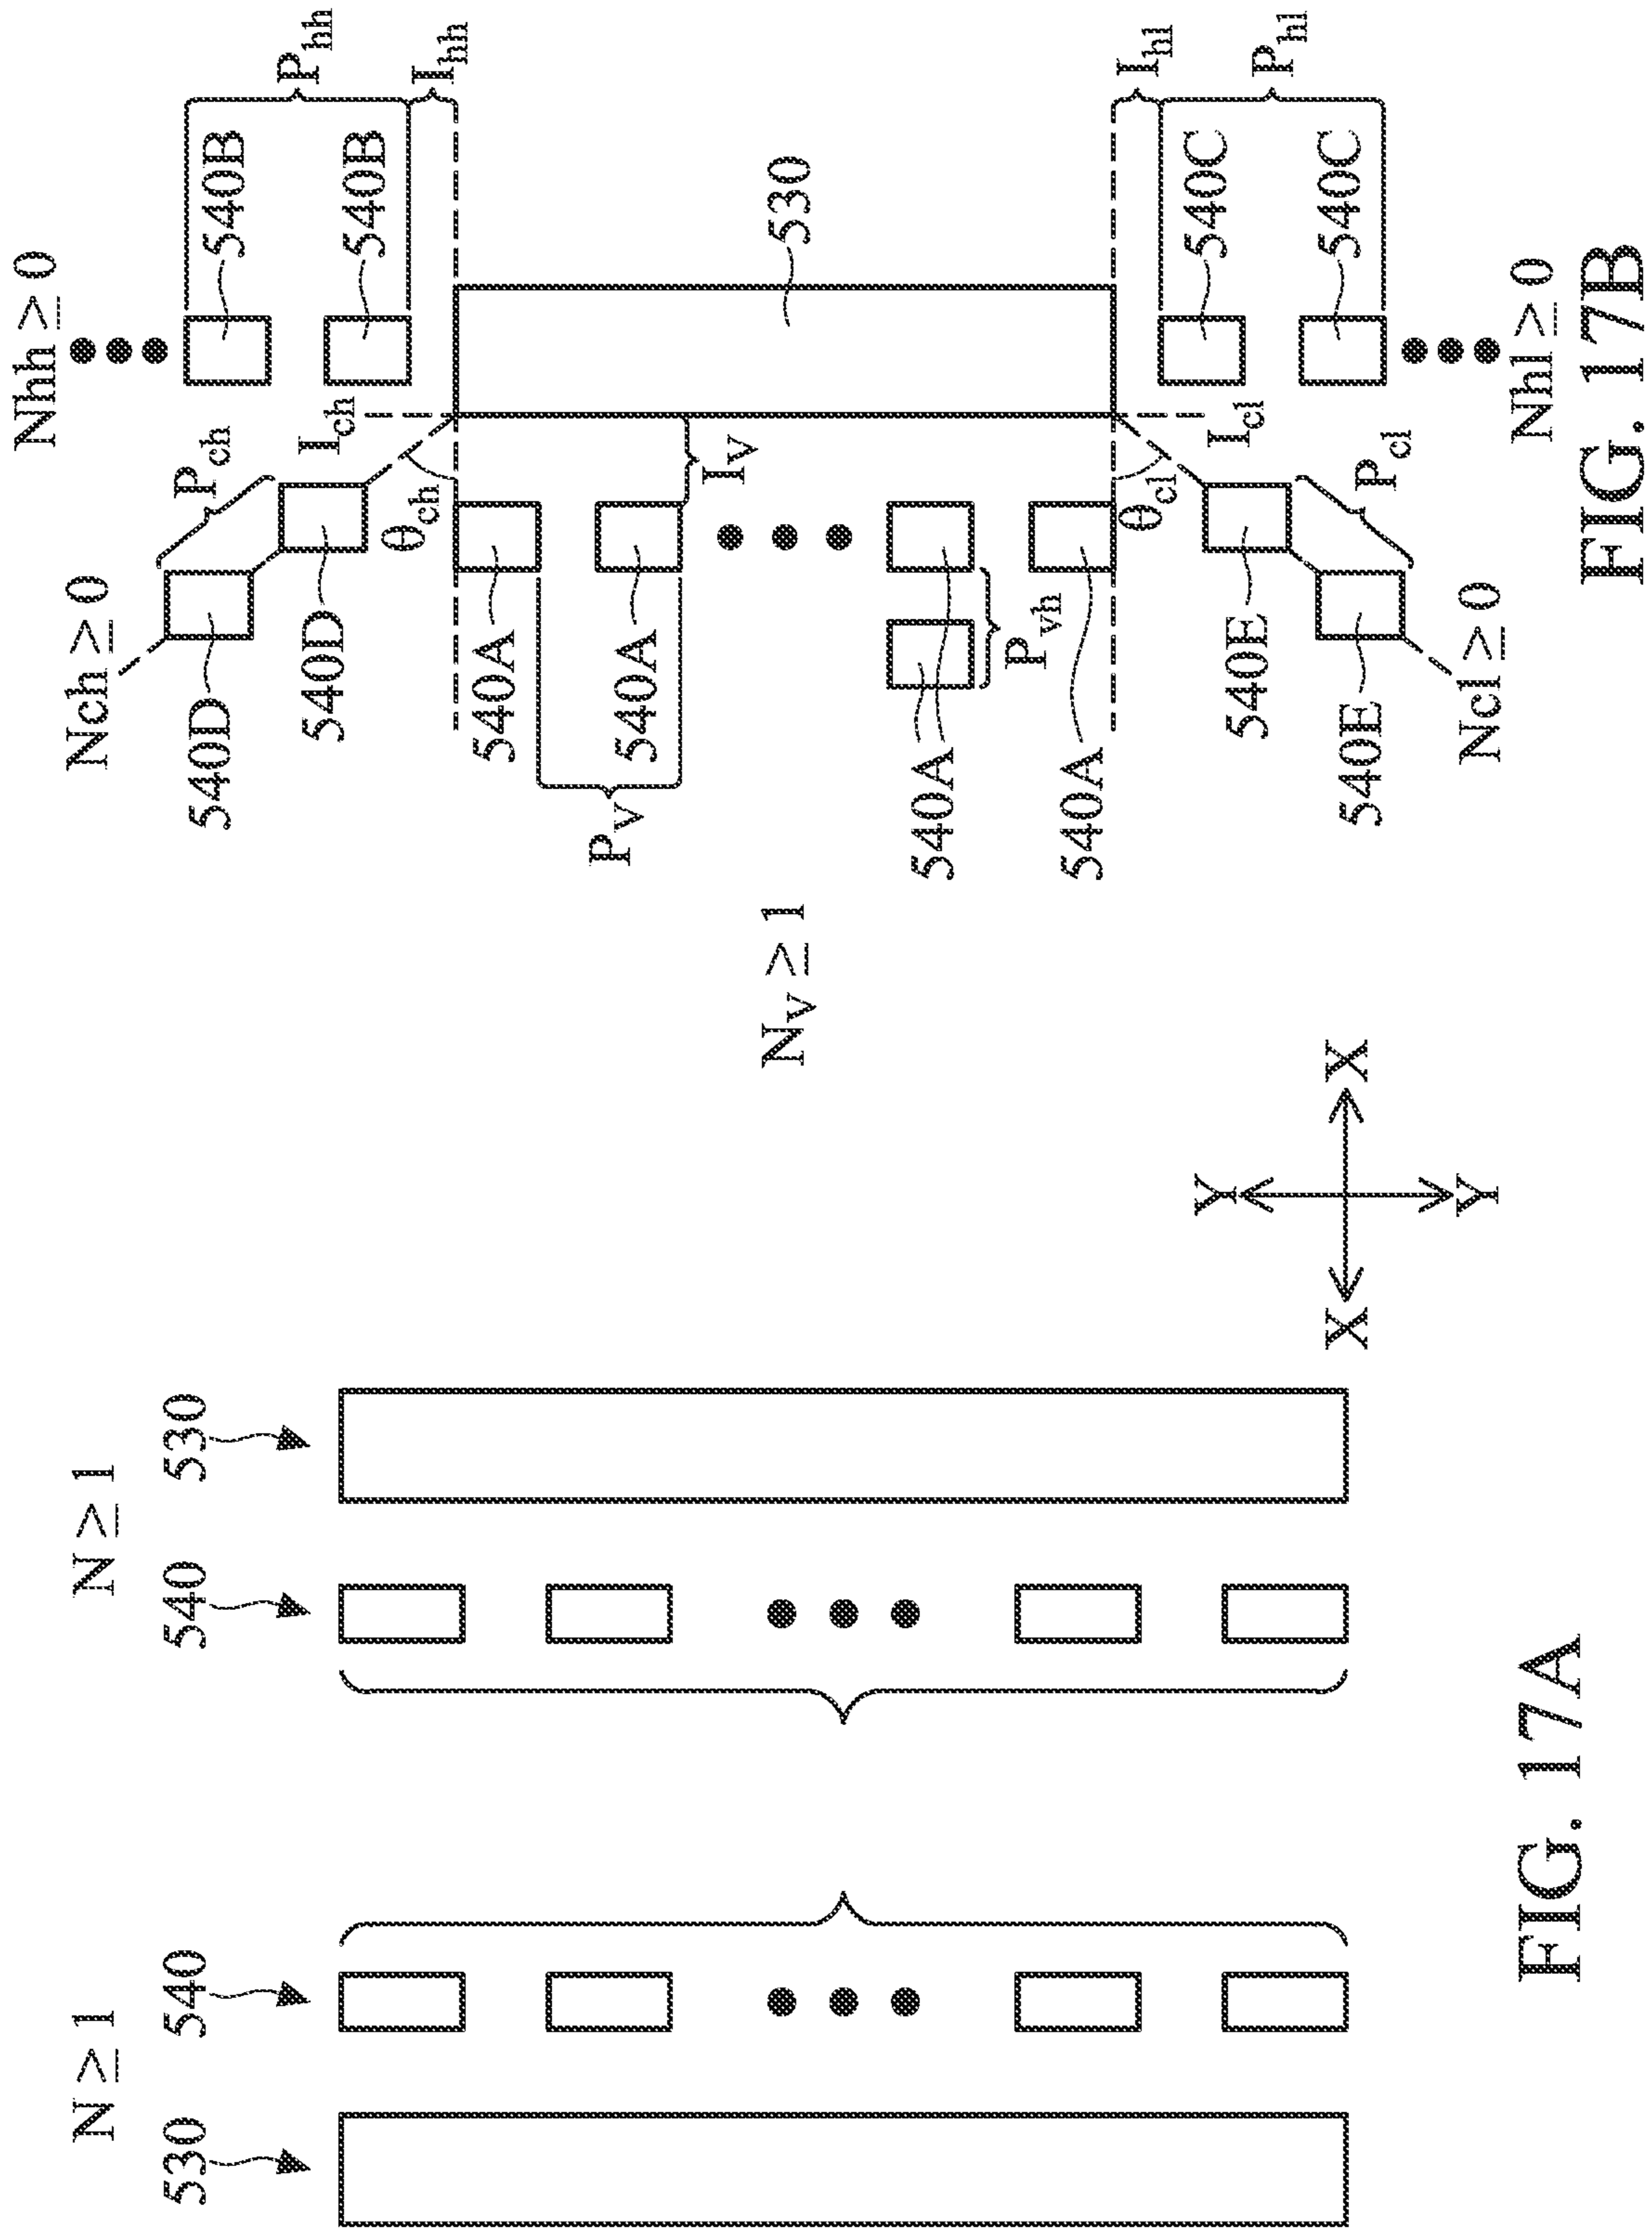 N ≥ 1
530
540
N ≥ 1
540
530
FIG. 17A
X
X
Y
Y
Nv ≥ 1
Nch ≥ 0
Nhh ≥ 0
540D
540D
Pch
Ich
θch
540B
540B
Phh
Ihh
540A
540A
Pv
Iv
530
540A
Pvh
540A
θcl
Icl
Pcl
540E
540E
Ncl ≥ 0
Ihl
Phl
540C
540C
Nhl ≥ 0
FIG. 17B